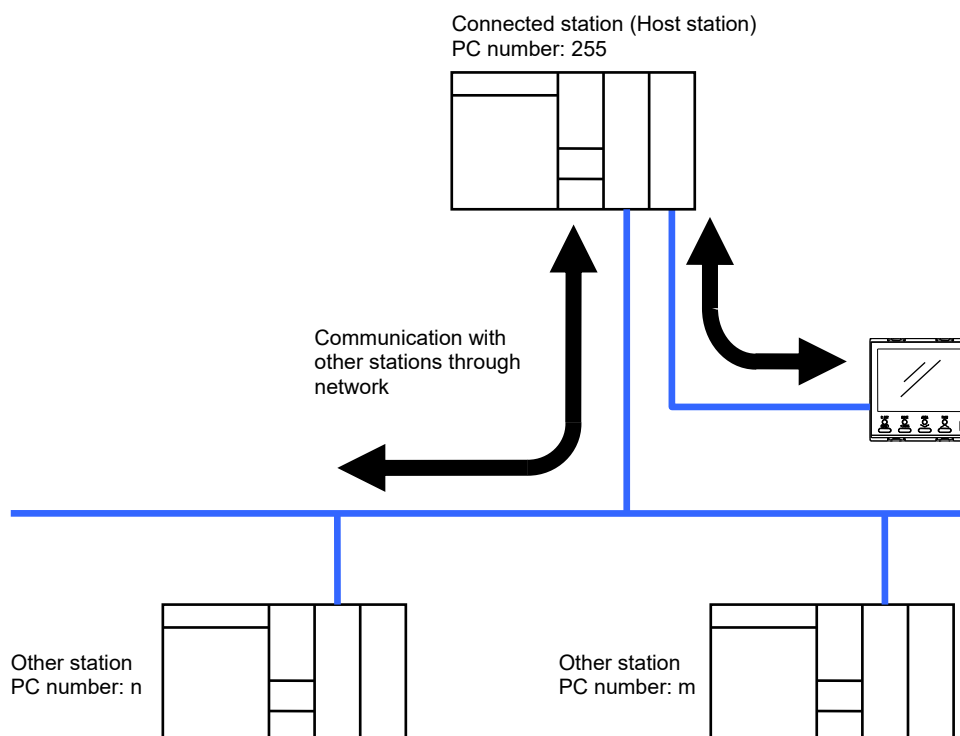 Connected station (Host station)
PC number: 255
Communication with
other stations through
network
Other station
PC number: n
Other station
PC number: m